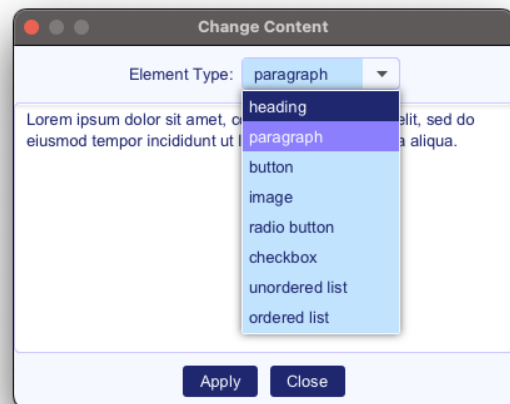 Change Content
Element Type: paragraph
heading
paragraph
button
image
radio button
checkbox
unordered list
ordered list
Lorem ipsum dolor sit amet, elit, sed do
eiusmod tempor incididunt ut aliqua.
Apply Close